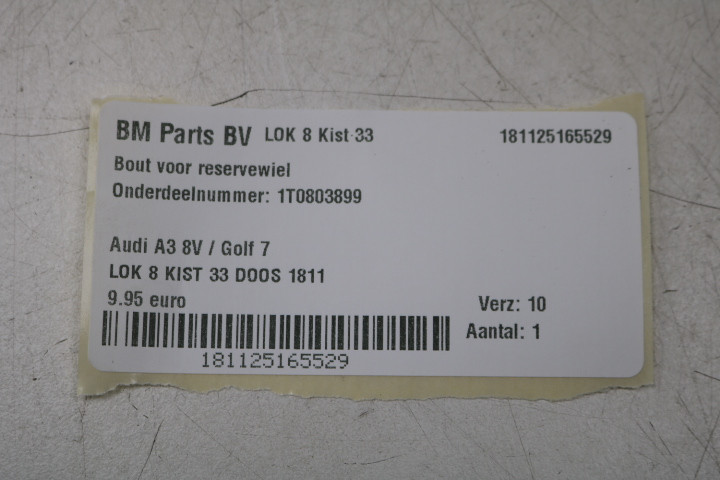 BM Parts BV LOK 8 Kist 33 181125165529
Bout voor reservewiel
Onderdeelnummer: 1T0803899
Audi A3 8V / Golf 7
LOK 8 KIST 33 DOOS 1811
9.95 euro Verz: 10
Aantal: 1
181125165529